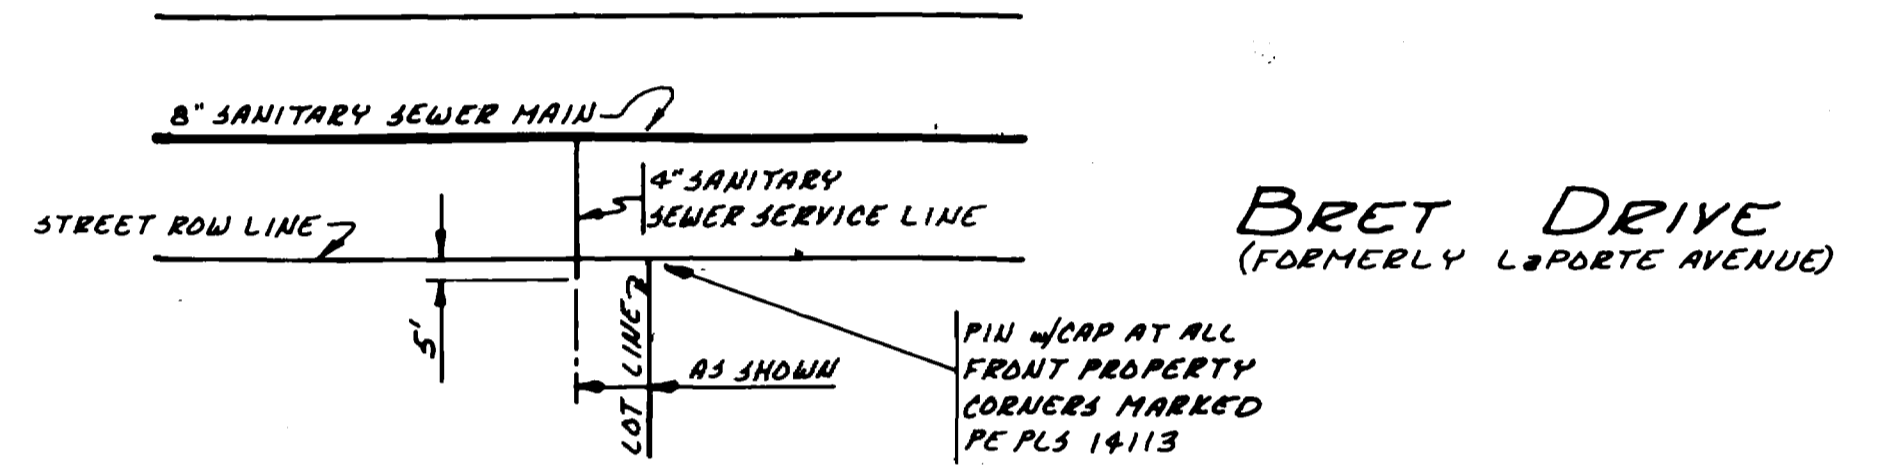 8" SANITARY SEWER MAIN
4" SANITARY
SEWER SERVICE LINE
STREET ROW LINE
BRET DRIVE
(FORMERLY LaPORTE AVENUE)
5'
LOT LINE
AS SHOWN
PIN w/CAP AT ALL
FRONT PROPERTY
CORNERS MARKED
PE PLS 14113